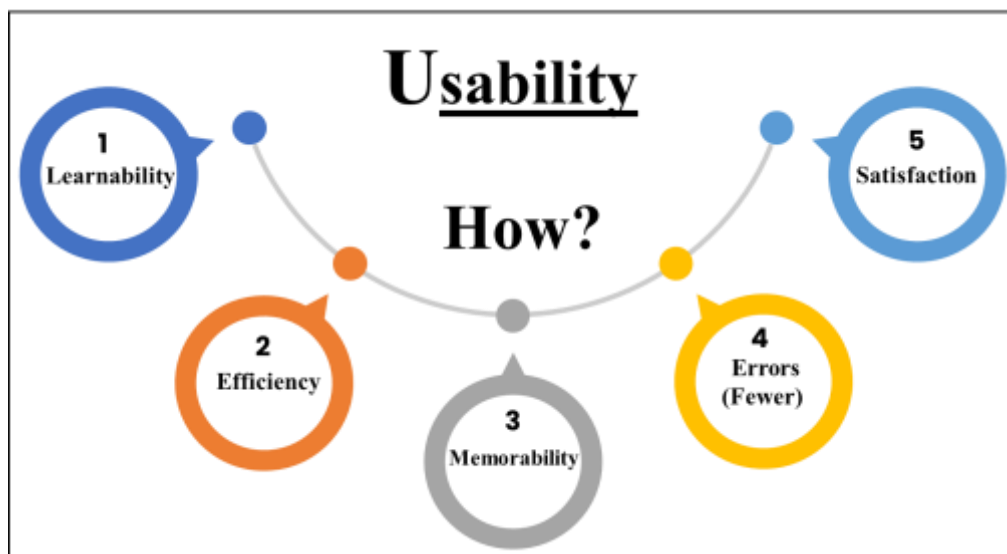 Usability
How?
1
Learnability
2
Efficiency
3
Memorability
4
Errors
(Fewer)
5
Satisfaction